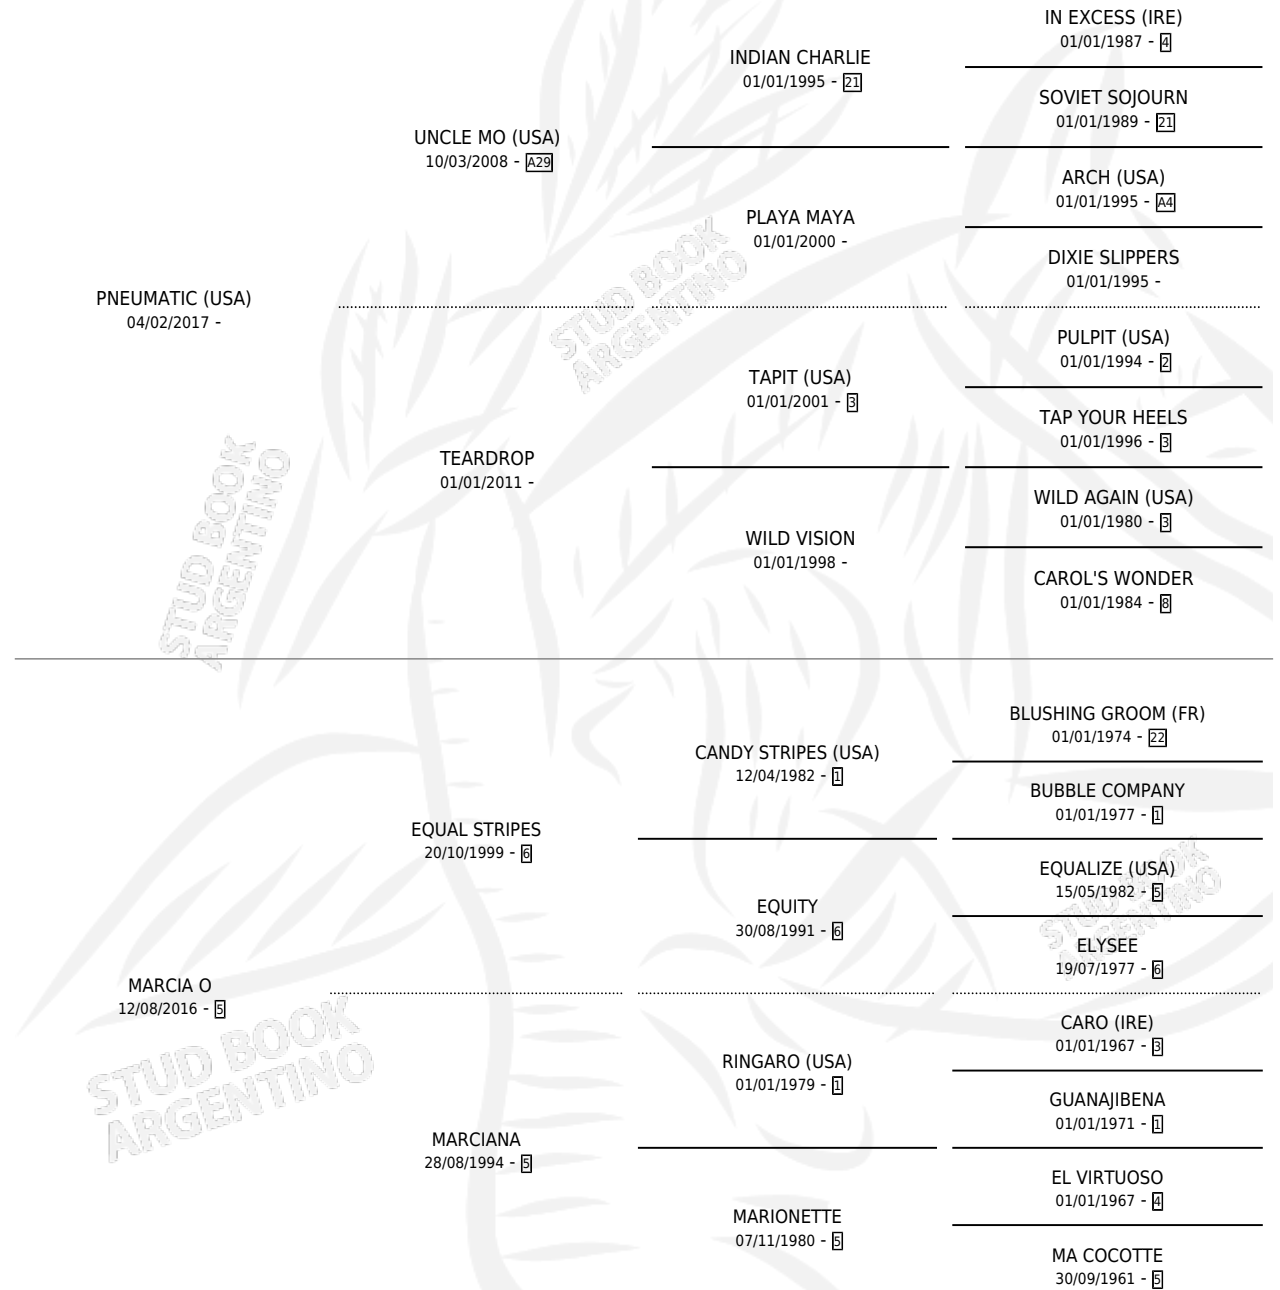 IN EXCESS (IRE)
01/01/1987 - 4
INDIAN CHARLIE
01/01/1995 - 21
SOVIET SOJOURN
01/01/1989 - 21
UNCLE MO (USA)
10/03/2008 - A29
ARCH (USA)
01/01/1995 - A4
PLAYA MAYA
01/01/2000 -
DIXIE SLIPPERS
01/01/1995 -
PNEUMATIC (USA)
04/02/2017 -
PULPIT (USA)
01/01/1994 - 2
TAPIT (USA)
01/01/2001 - 3
TAP YOUR HEELS
01/01/1996 - 3
TEARDROP
01/01/2011 -
WILD AGAIN (USA)
01/01/1980 - 3
WILD VISION
01/01/1998 -
CAROL'S WONDER
01/01/1984 - 8
BLUSHING GROOM (FR)
01/01/1974 - 22
CANDY STRIPES (USA)
12/04/1982 - 1
BUBBLE COMPANY
01/01/1977 - 1
EQUAL STRIPES
20/10/1999 - 6
EQUALIZE (USA)
15/05/1982 - 5
EQUITY
30/08/1991 - 6
ELYSEE
19/07/1977 - 6
MARCIA O
12/08/2016 - 5
CARO (IRE)
01/01/1967 - 3
RINGARO (USA)
01/01/1979 - 1
GUANAJIBENA
01/01/1971 - 1
MARCIANA
28/08/1994 - 5
EL VIRTUOSO
01/01/1967 - 4
MARIONETTE
07/11/1980 - 5
MA COCOTTE
30/09/1961 - 5
STUD BOOK
ARGENTINO
STUD BOOK
ARGENTINO
STUD BOOK
ARGENTINO
STUD BOOK
ARGENTINO